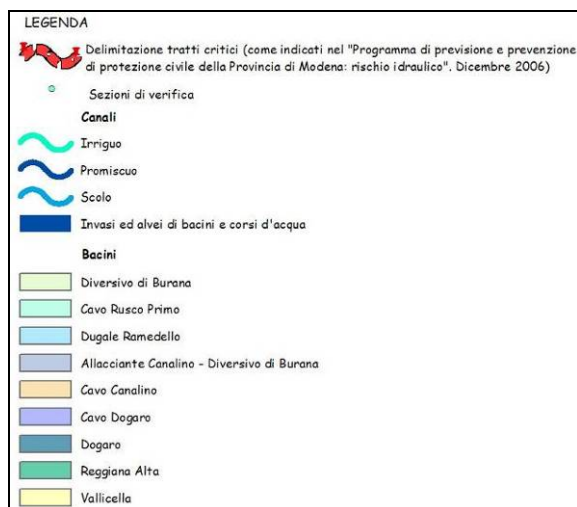 LEGENDA
Delimitazione tratti critici (come indicati nel "Programma di previsione e prevenzione
di protezione civile della Provincia di Modena: rischio idraulico". Dicembre 2006)
Sezioni di verifica
Canali
Irriguo
Promiscuo
Scolo
Invasi ed alvei di bacini e corsi d'acqua
Bacini
Diversivo di Burana
Cavo Rusco Primo
Dugale Ramedello
Allacciante Canalino - Diversivo di Burana
Cavo Canalino
Cavo Dogaro
Dogaro
Reggiana Alta
Vallicella